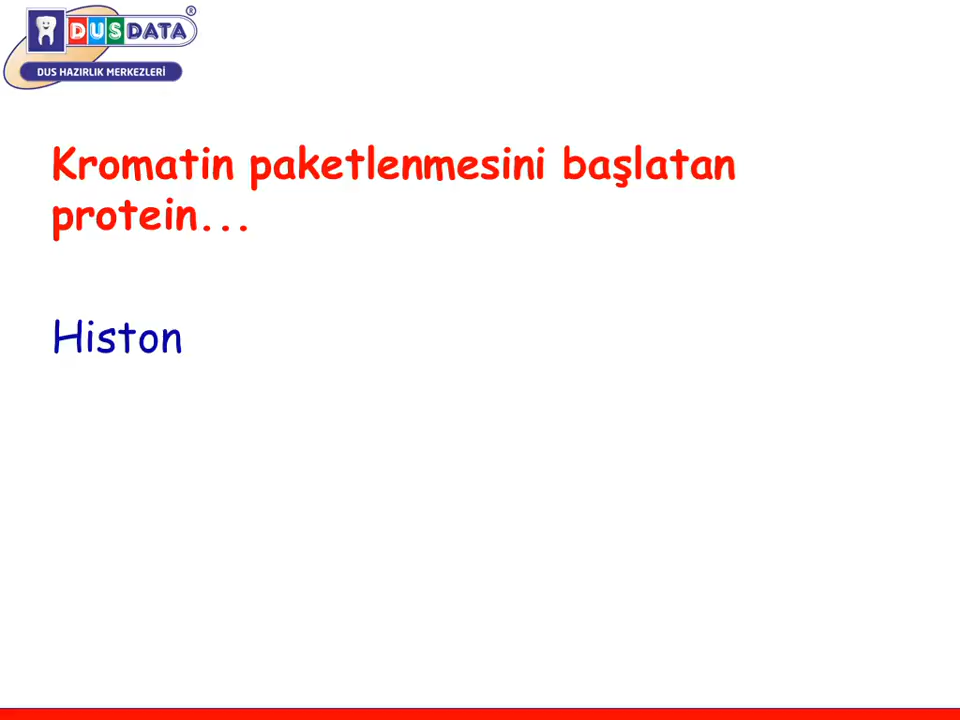 DUSDATA®
DUS HAZIRLIK MERKEZLERİ
Kromatin paketlenmesini başlatan
protein...
Histon